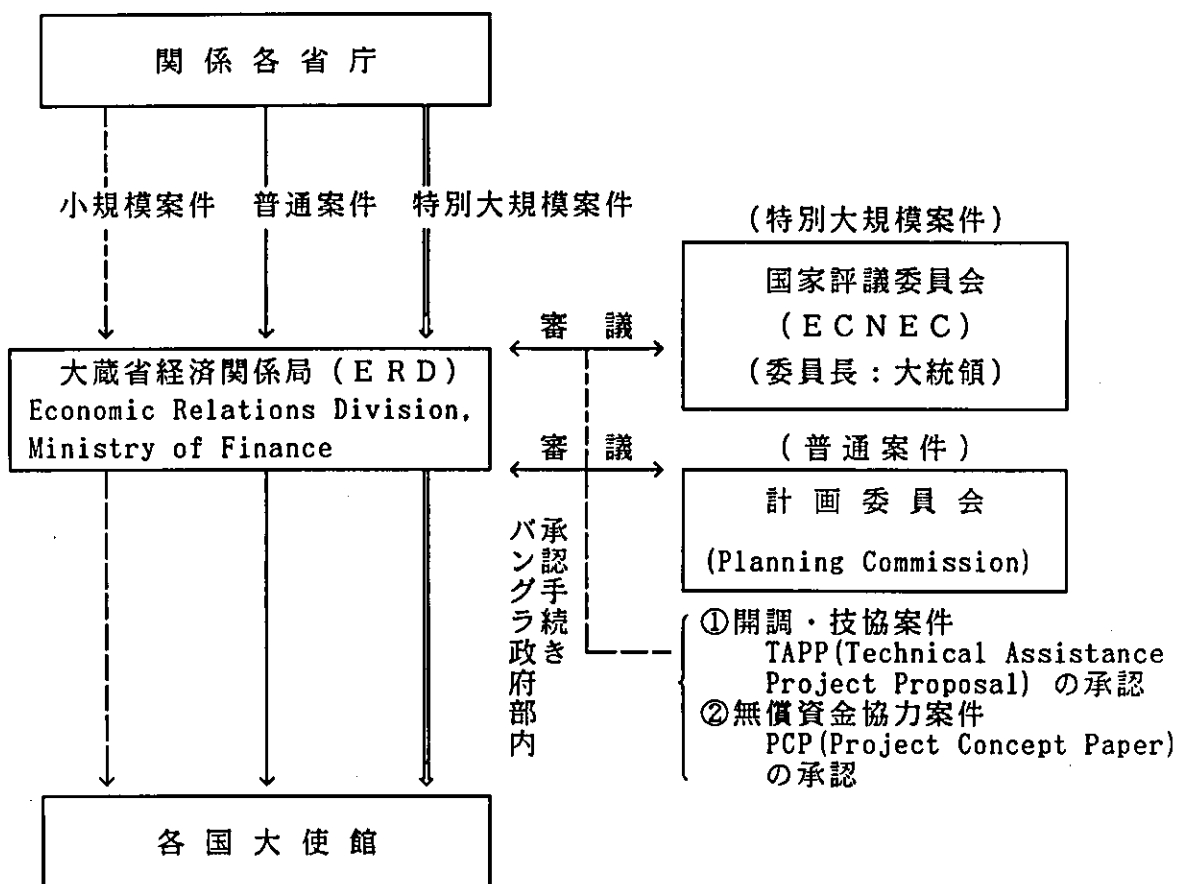 関係各省庁
小規模案件 普通案件 特別大規模案件
(特別大規模案件)
国家評議委員会
(ECNEC)
(委員長:大統領)
審議
大蔵省経済関係局(ERD)
Economic Relations Division,
Ministry of Finance
審議
(普通案件)
計画委員会
(Planning Commission)
承認手続き
バングラ政府部内
①開調・技協案件
TAPP(Technical Assistance
Project Proposal) の承認
②無償資金協力案件
PCP(Project Concept Paper)
の承認
各国大使館